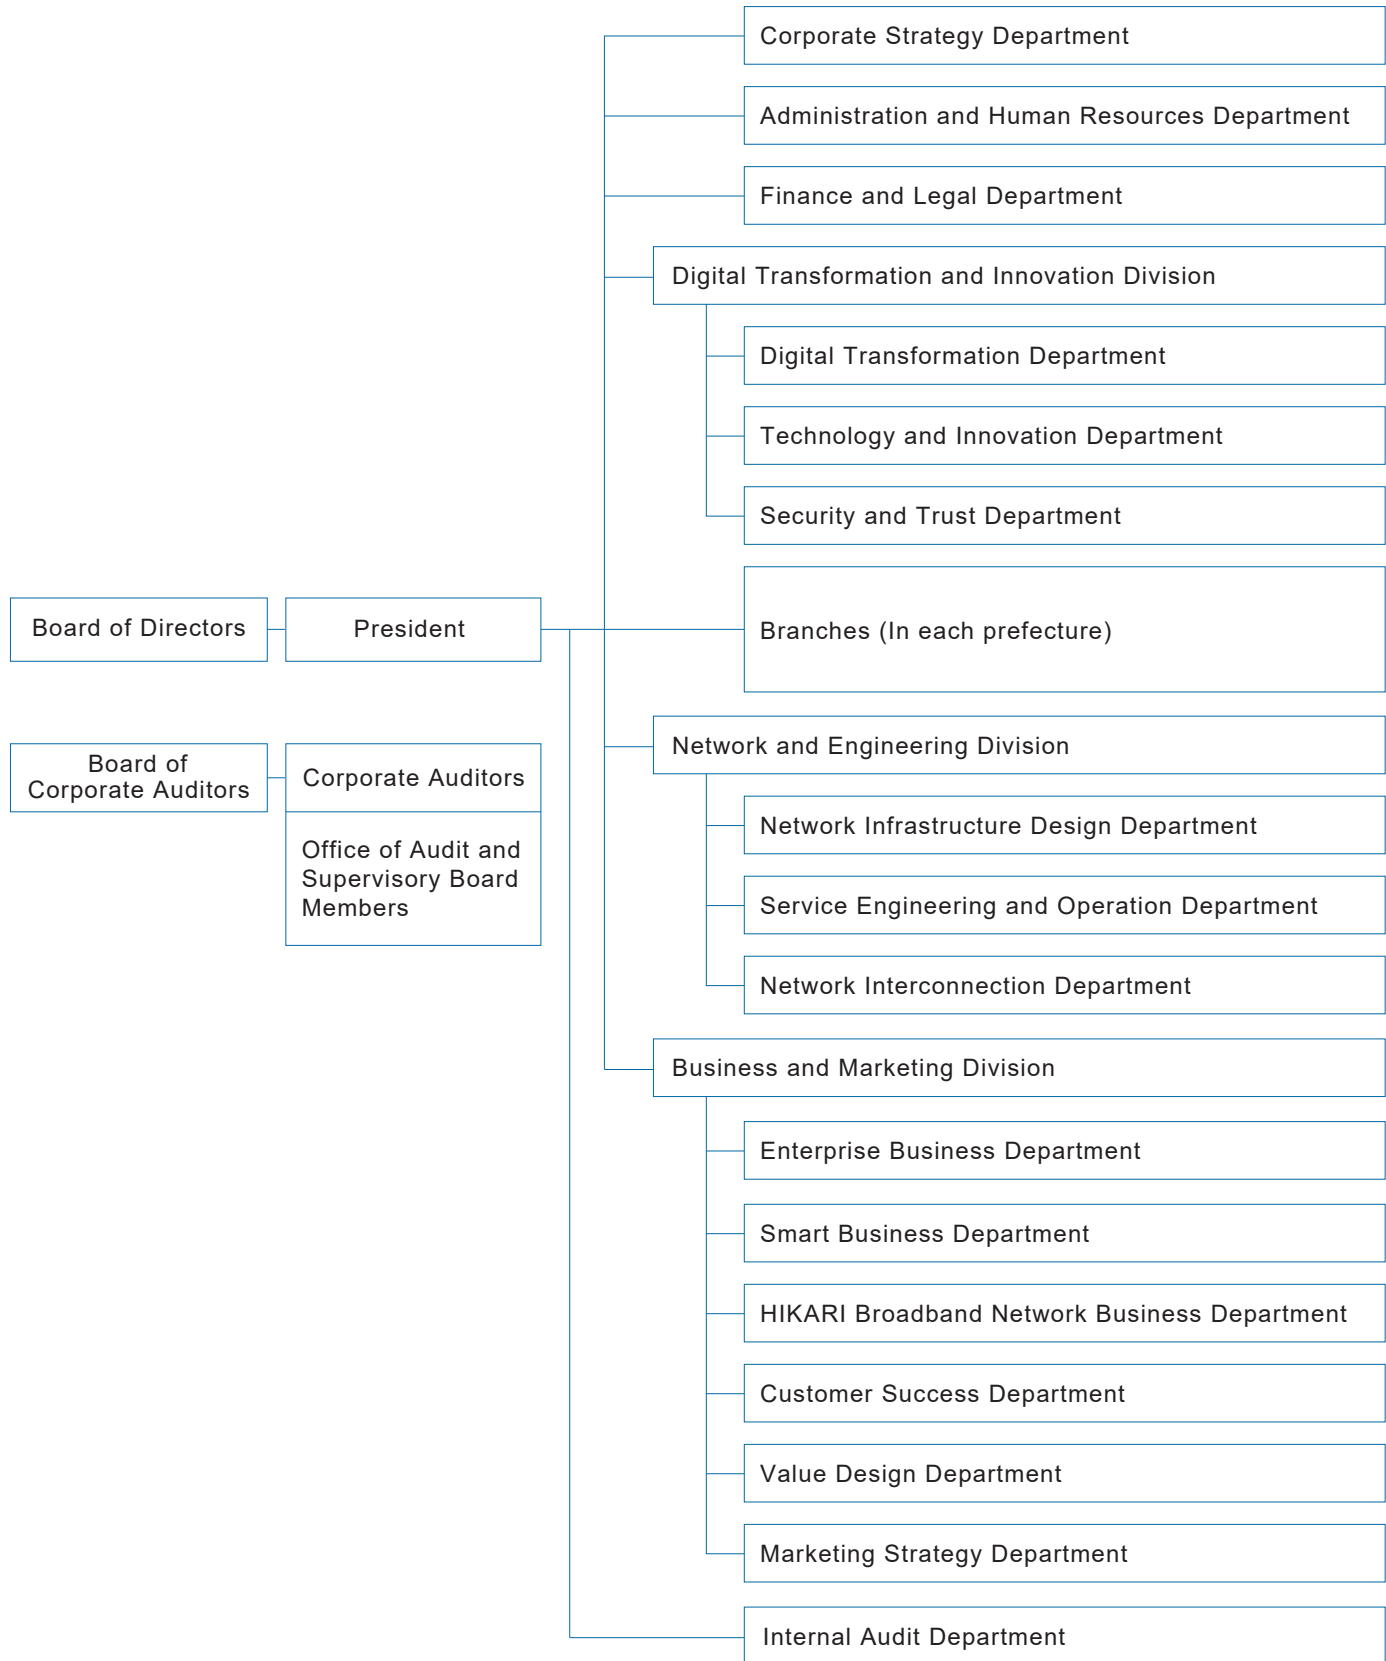 Corporate Strategy Department
Administration and Human Resources Department
Finance and Legal Department
Digital Transformation and Innovation Division
Digital Transformation Department
Technology and Innovation Department
Security and Trust Department
Board of Directors
President
Branches (In each prefecture)
Board of
Corporate Auditors
Corporate Auditors
Office of Audit and
Supervisory Board
Members
Network and Engineering Division
Network Infrastructure Design Department
Service Engineering and Operation Department
Network Interconnection Department
Business and Marketing Division
Enterprise Business Department
Smart Business Department
HIKARI Broadband Network Business Department
Customer Success Department
Value Design Department
Marketing Strategy Department
Internal Audit Department